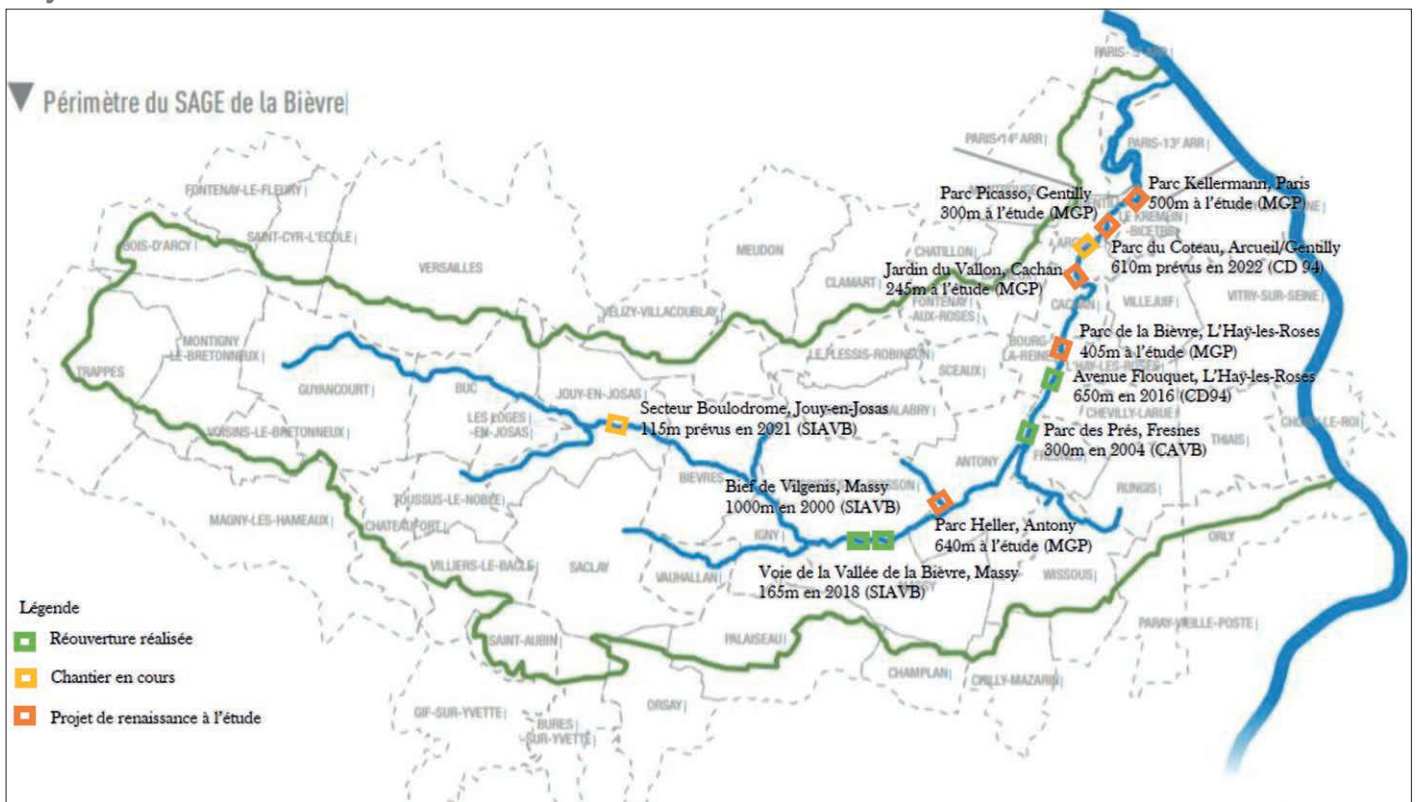 Périmètre du SAGE de la Bièvre
PARIS-14E ARR
PARIS-13E ARR
FONTENAY-LE-FLEURY
SAINT-CYR-L'ECOLE
BOIS-D'ARCY
VERSAILLES
MEUDON
VELIZY-VILLACOUBLAY
CHATILLON
CLAMART
Parc Picasso, Gentilly
300m à l'étude (MGP)
Parc Kellermann, Paris
500m à l'étude (MGP)
LE KREMLIN
-BICETRE
Parc du Coteau, Arcueil/Gentilly
610m prévus en 2022 (CD 94)
Jardin du Vallon, Cachan
245m à l'étude (MGP)
FONTENAY
-AUX-ROSES
CACHAN
VILLEJUIF
VITRY-SUR-SEINE
MONTIGNY
-LE-BRETONNEUX
TRAPPES
GUYANCOURT
BUC
JOUY-EN-JOSAS
LES LOGES
-EN-JOSAS
VOISINS-LE-BRETONNEUX
LE PLESSIS-ROBINSON
SCEAUX
BOURG
-LA-REINE
L'HAY-LES-ROSES
Parc de la Bièvre, L'Haÿ-les-Roses
405m à l'étude (MGP)
Avenue Flouquet, L'Haÿ-les-Roses
650m en 2016 (CD94)
CHEVILLY-LARUE
Parc des Prés, Fresnes
300m en 2004 (CAVB)
THIAIS
CHOISY-LE-ROI
Secteur Boulodrome, Jouy-en-Josas
115m prévus en 2021 (SIAVB)
ANTONY
FRESNES
RUNGIS
BIEVRES
Bief de Vilgenis, Massy
1000m en 2000 (SIAVB)
TOUSSUS-LE-NOBLE
MAGNY-LES-HAMEAUX
CHATEAUFORT
Parc Heller, Antony
640m à l'étude (MGP)
IGNY
ORLY
VILLIERS-LE-BACLE
SACLAY
VAUHALLAN
Voie de la Vallée de la Bièvre, Massy
165m en 2018 (SIAVB)
MASSY
WISSOUS
PARAY-VIEILLE-POSTE
SAINT-AUBIN
PALAISEAU
CHAMPLAN
CHILLY-MAZARIN
ORSAY
GIF-SUR-YVETTE
BURES
-SUR-YVETTE
Légende
Réouverture réalisée
Chantier en cours
Projet de renaissance à l'étude